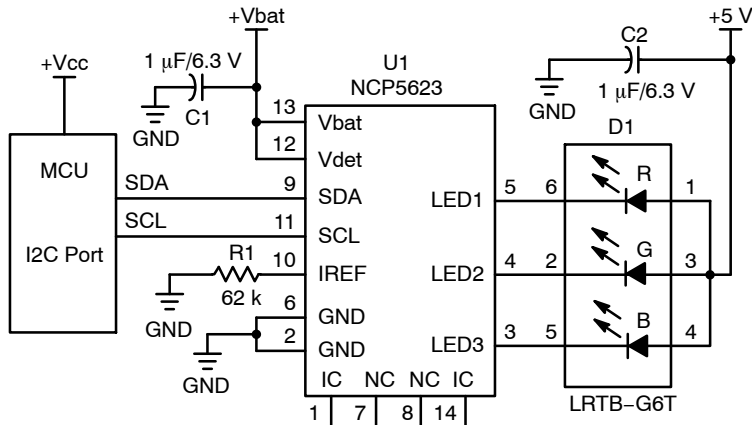 +Vbat
+5 V
C2
U1
+Vcc
1 μF/6.3 V
NCP5623
GND
1 μF/6.3 V
GND
C1
13
Vbat
D1
MCU
12
Vdet
SDA
9
SDA
LED1
5
6
R
1
SCL
11
SCL
I2C Port
R1
10
IREF
LED2
4
2
G
3
62 k
GND
6
GND
2
GND
LED3
3
5
B
4
GND
IC
NC
NC
IC
1
7
8
14
LRTB–G6T